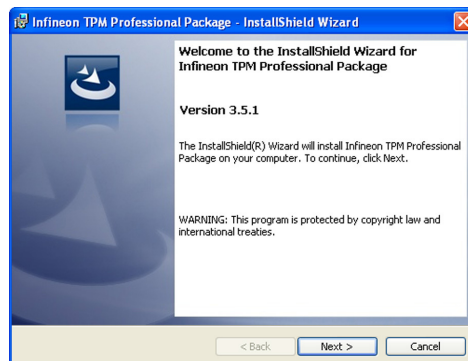 Infineon TPM Professional Package - InstallShield Wizard
Welcome to the InstallShield Wizard for
Infineon TPM Professional Package
Version 3.5.1
The InstallShield(R) Wizard will install Infineon TPM Professional
Package on your computer. To continue, click Next.
WARNING: This program is protected by copyright law and
international treaties.
< Back Next > Cancel